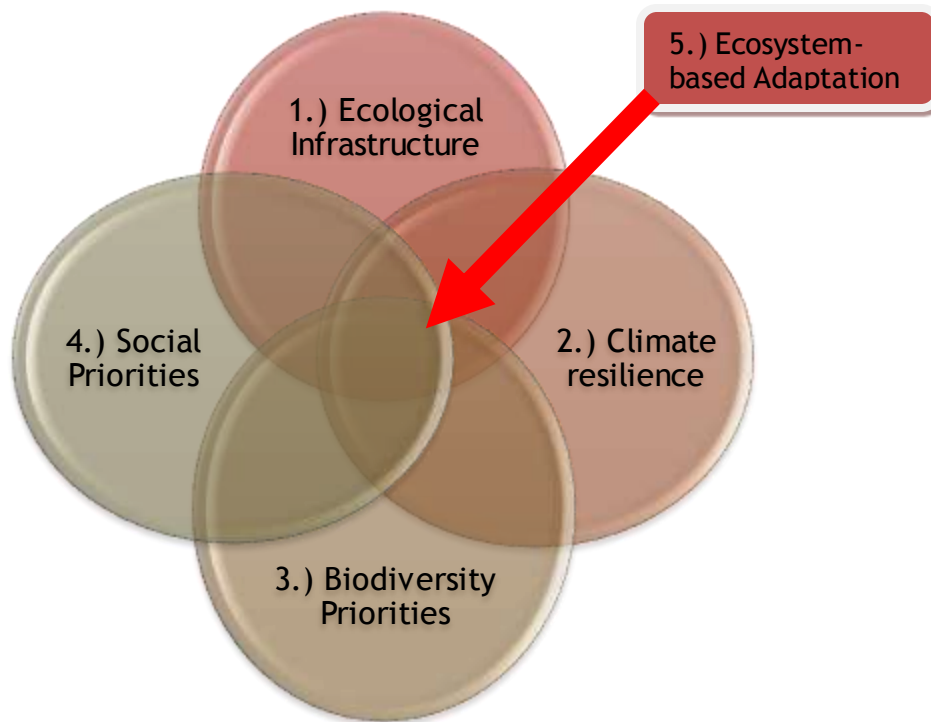 5.) Ecosystem-
based Adaptation
1.) Ecological
Infrastructure
4.) Social
Priorities
2.) Climate
resilience
3.) Biodiversity
Priorities